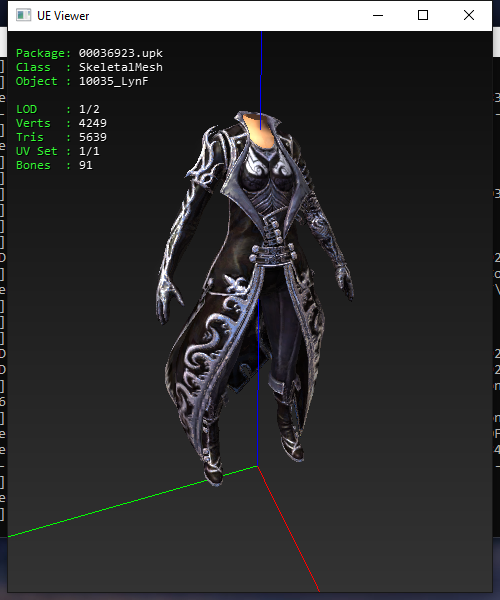 UE Viewer
Package: 00036923.upk
Class : SkeletalMesh
Object : 10035_LynF
LOD : 1/2
Verts : 4249
Tris : 5639
UV Set : 1/1
Bones : 91